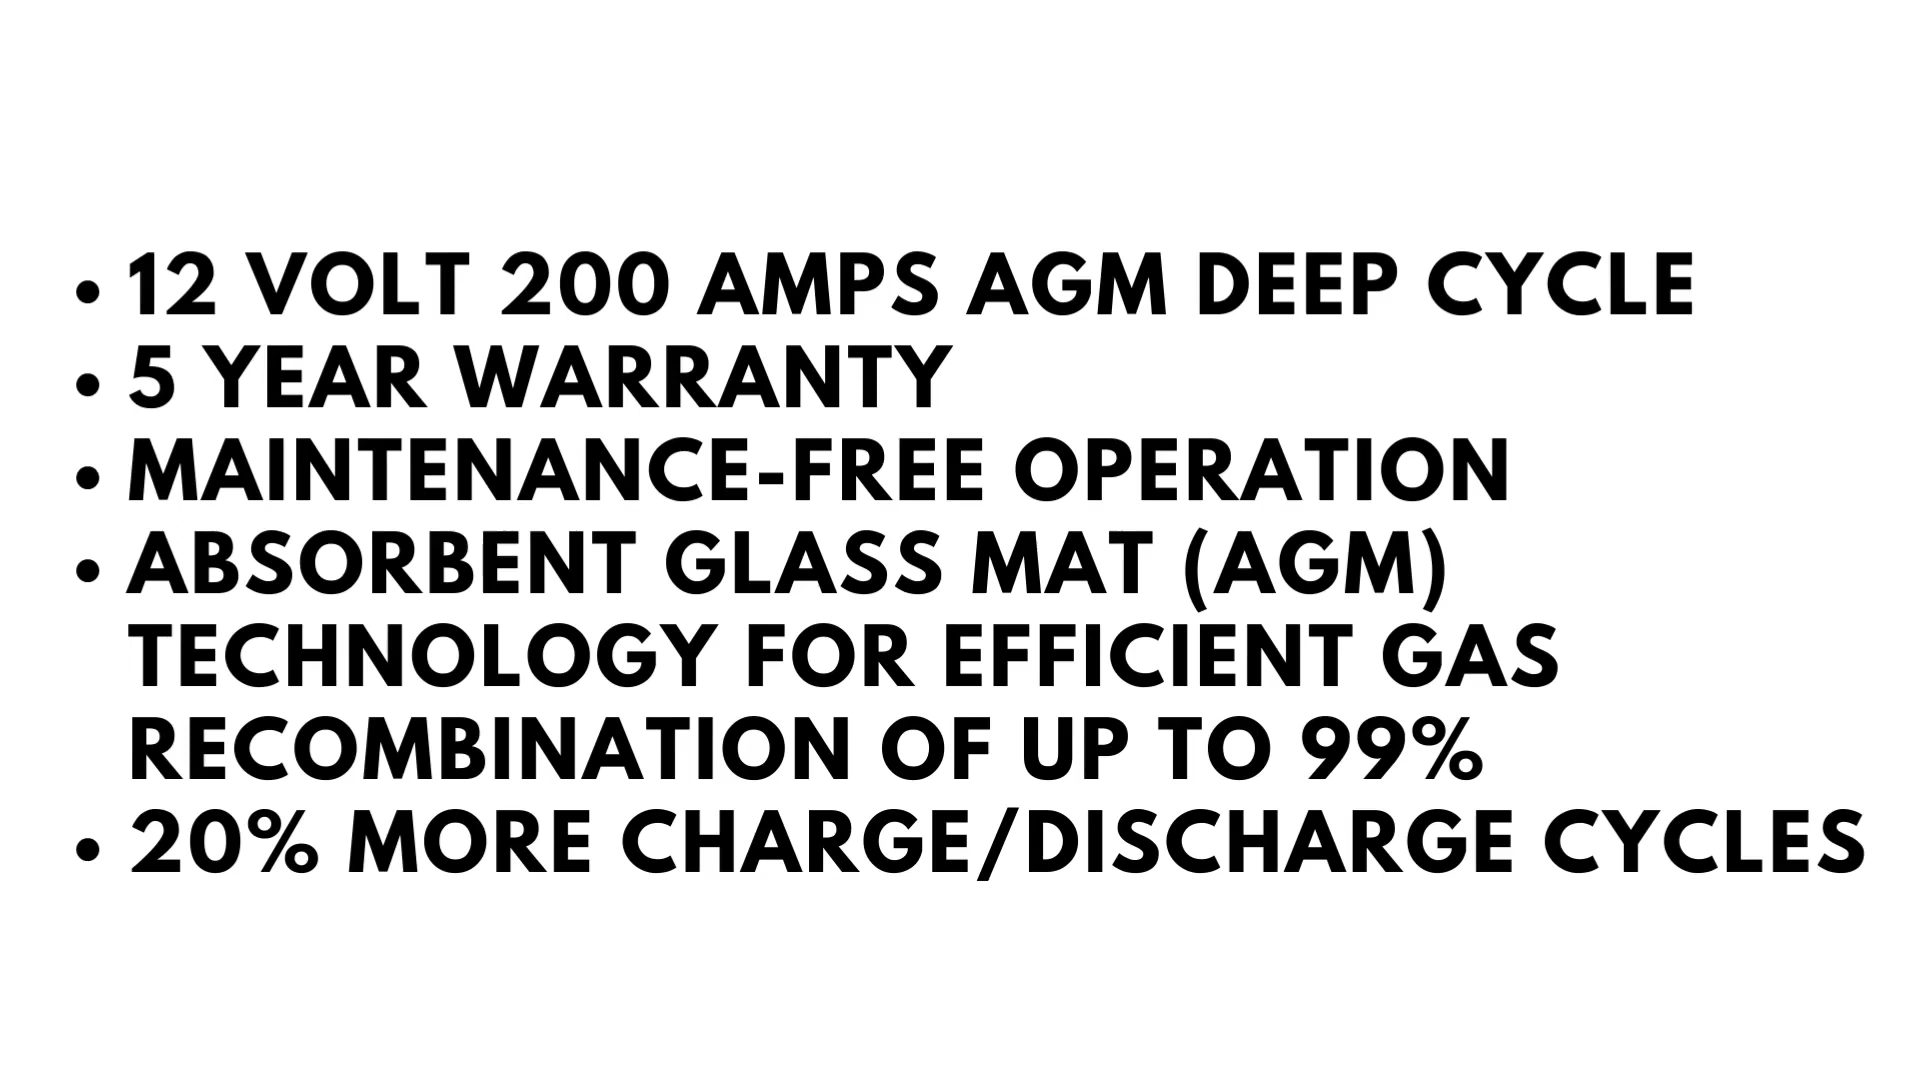 • 12 VOLT 200 AMPS AGM DEEP CYCLE
• 5 YEAR WARRANTY
• MAINTENANCE-FREE OPERATION
• ABSORBENT GLASS MAT (AGM)
TECHNOLOGY FOR EFFICIENT GAS
RECOMBINATION OF UP TO 99%
• 20% MORE CHARGE/DISCHARGE CYCLES